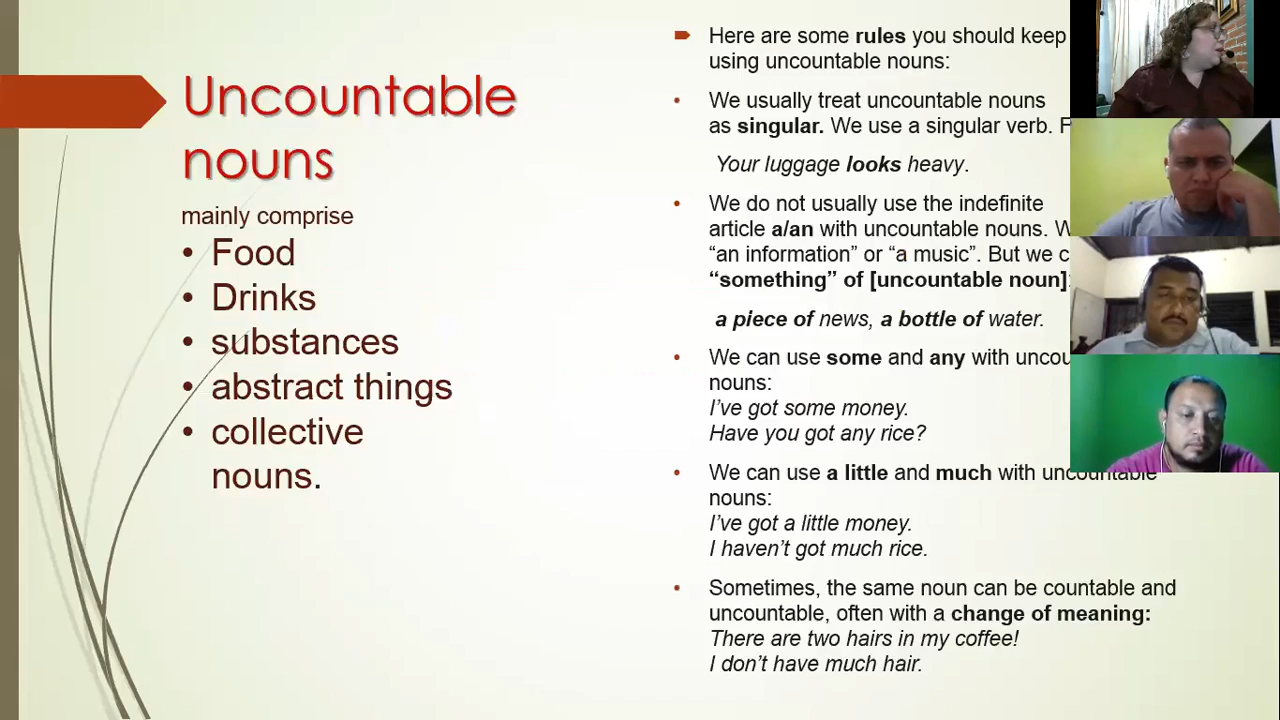 Uncountable
nouns
mainly comprise
• Food
• Drinks
• substances
• abstract things
• collective
nouns.
Here are some rules you should keep
using uncountable nouns:
• We usually treat uncountable nouns
as singular. We use a singular verb.
Your luggage looks heavy.
• We do not usually use the indefinite
article a/an with uncountable nouns.
“an information” or “a music”. But we
“something” of [uncountable noun]:
a piece of news, a bottle of water.
• We can use some and any with
nouns:
I’ve got some money.
Have you got any rice?
• We can use a little and much with uncountable
nouns:
I’ve got a little money.
I haven’t got much rice.
• Sometimes, the same noun can be countable and
uncountable, often with a change of meaning:
There are two hairs in my coffee!
I don’t have much hair.